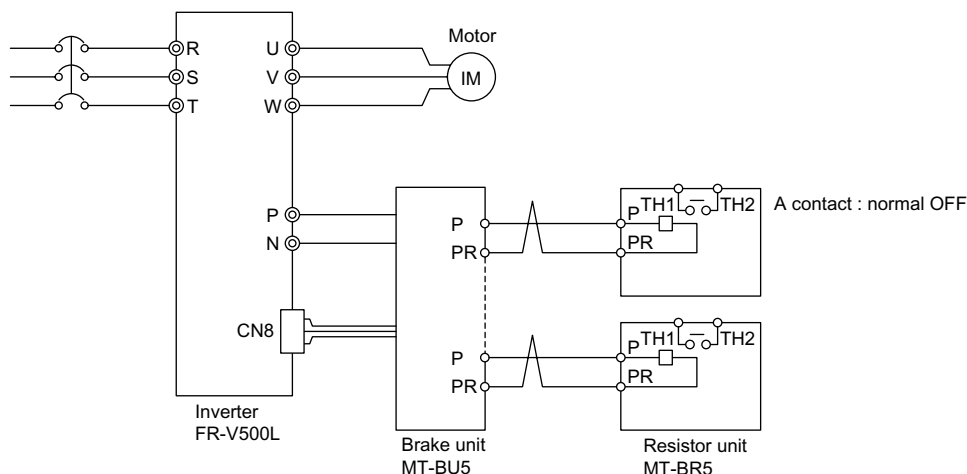 Motor
R
U
S
V
IM
T
W
P
N
CN8
P
PR
P
TH1
TH2
PR
A contact : normal OFF
P
PR
P
TH1
TH2
PR
Inverter
FR-V500L
Brake unit
MT-BU5
Resistor unit
MT-BR5